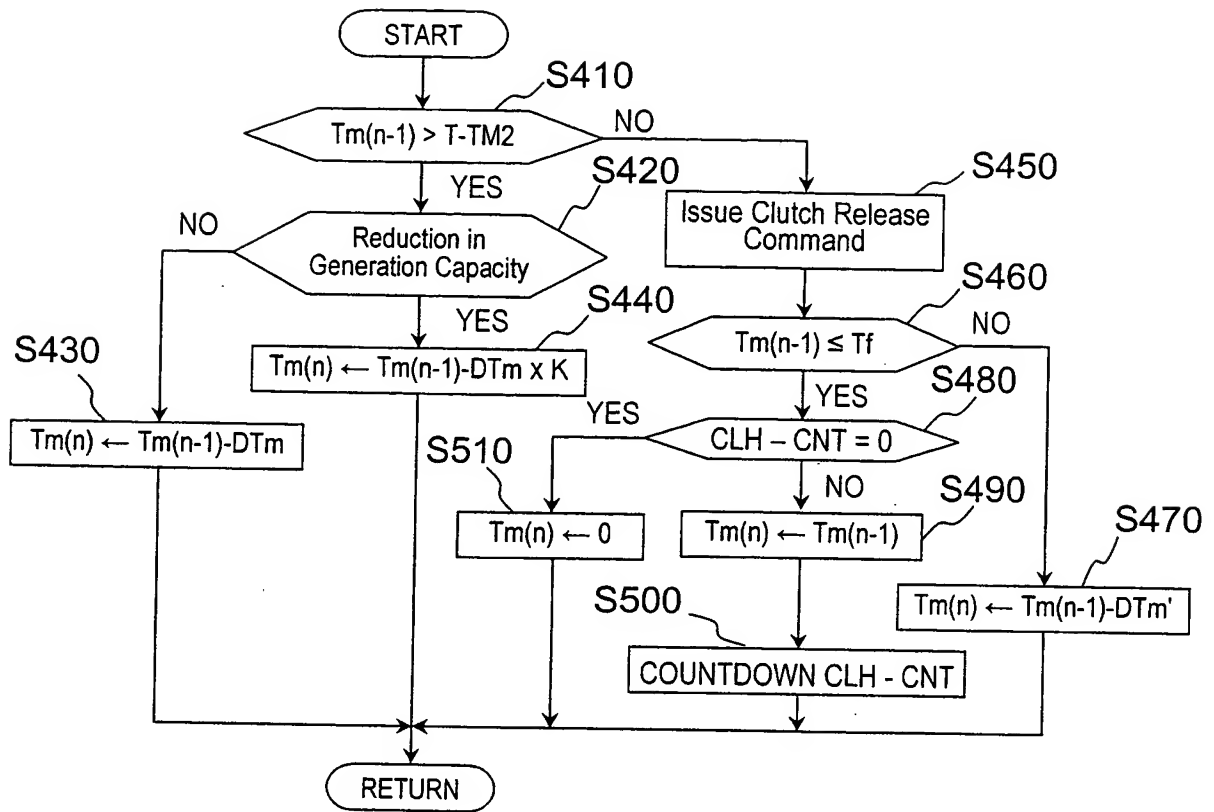 START
S410
Tm(n-1) > T-TM2
NO
YES
S420
S450
Issue Clutch Release
Command
NO
Reduction in
Generation Capacity
YES
S440
S460
Tm(n-1) ≤ Tf
NO
S430
Tm(n) ← Tm(n-1)-DTm x K
YES
S480
Tm(n) ← Tm(n-1)-DTm
YES
CLH – CNT = 0
S510
NO
S490
Tm(n) ← 0
Tm(n) ← Tm(n-1)
S470
S500
Tm(n) ← Tm(n-1)-DTm'
COUNTDOWN CLH - CNT
RETURN